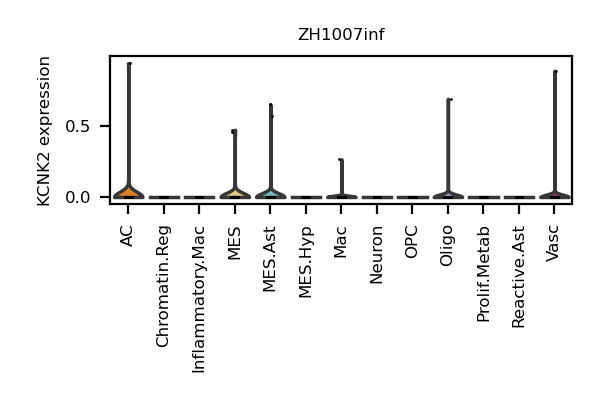 ZH1007inf
KCNK2 expression
0.5
0.0
AC
Chromatin.Reg
Inflammatory.Mac
MES
MES.Ast
MES.Hyp
Mac
Neuron
OPC
Oligo
Prolif.Metab
Reactive.Ast
Vasc